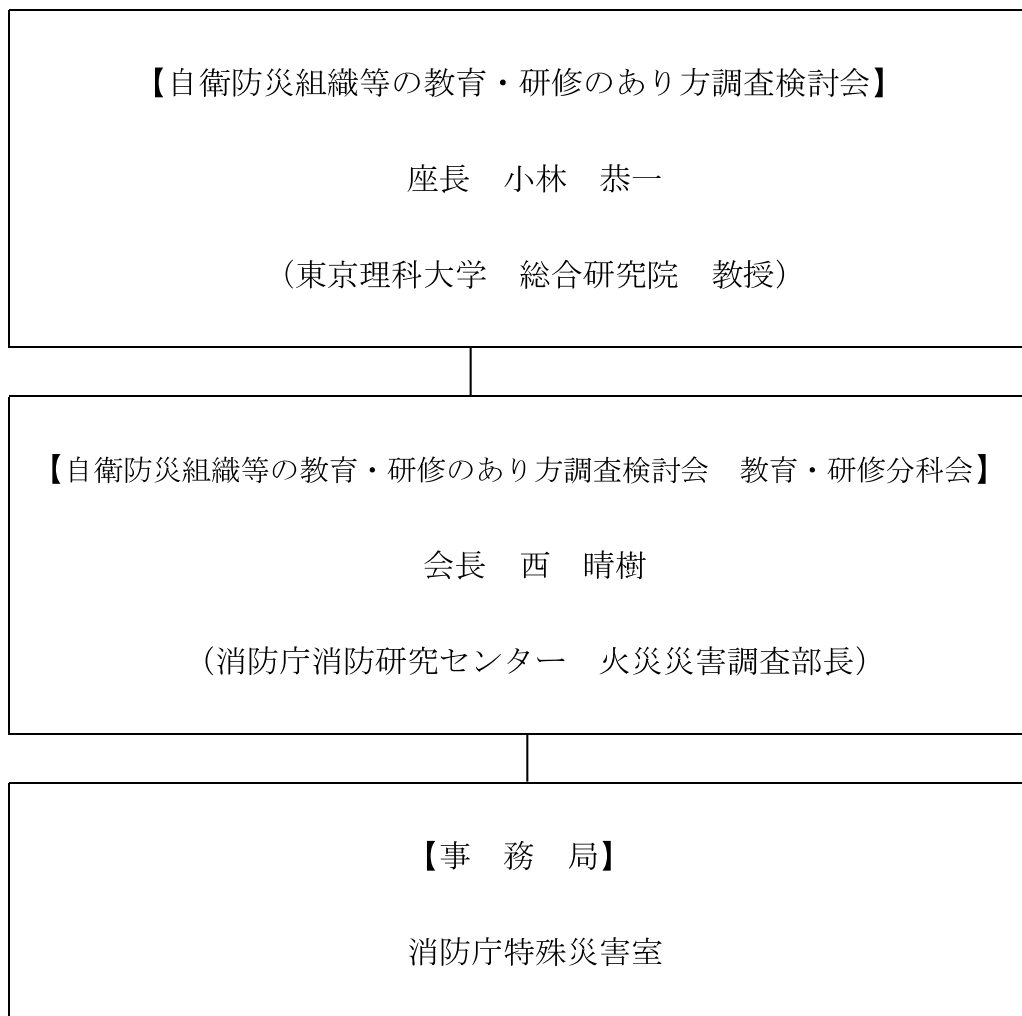 【自衛防災組織等の教育・研修のあり方調査検討会】
座長　小林　恭一
（東京理科大学　総合研究院　教授）
【自衛防災組織等の教育・研修のあり方調査検討会　教育・研修分科会】
会長　西　晴樹
（消防庁消防研究センター　火災災害調査部長）
【事　務　局】
消防庁特殊災害室